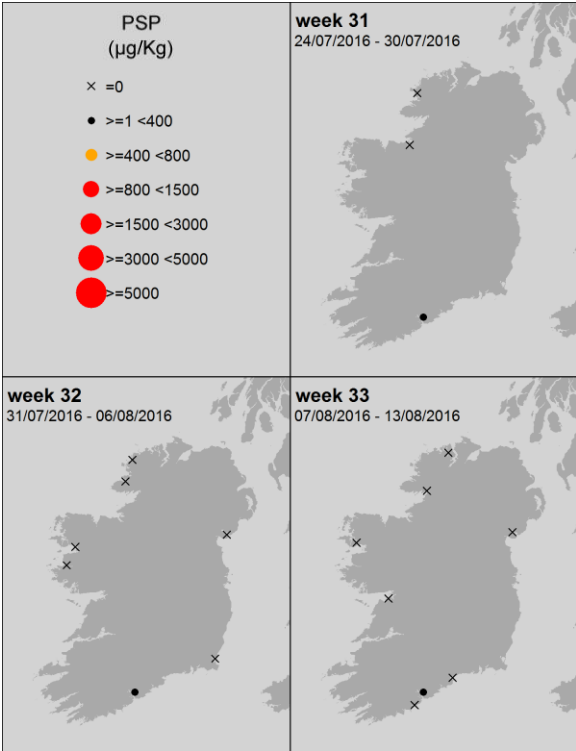 PSP
(µg/Kg)
=0
>=1 <400
>=400 <800
>=800 <1500
>=1500 <3000
>=3000 <5000
>=5000
week 31
24/07/2016 - 30/07/2016
week 32
31/07/2016 - 06/08/2016
week 33
07/08/2016 - 13/08/2016